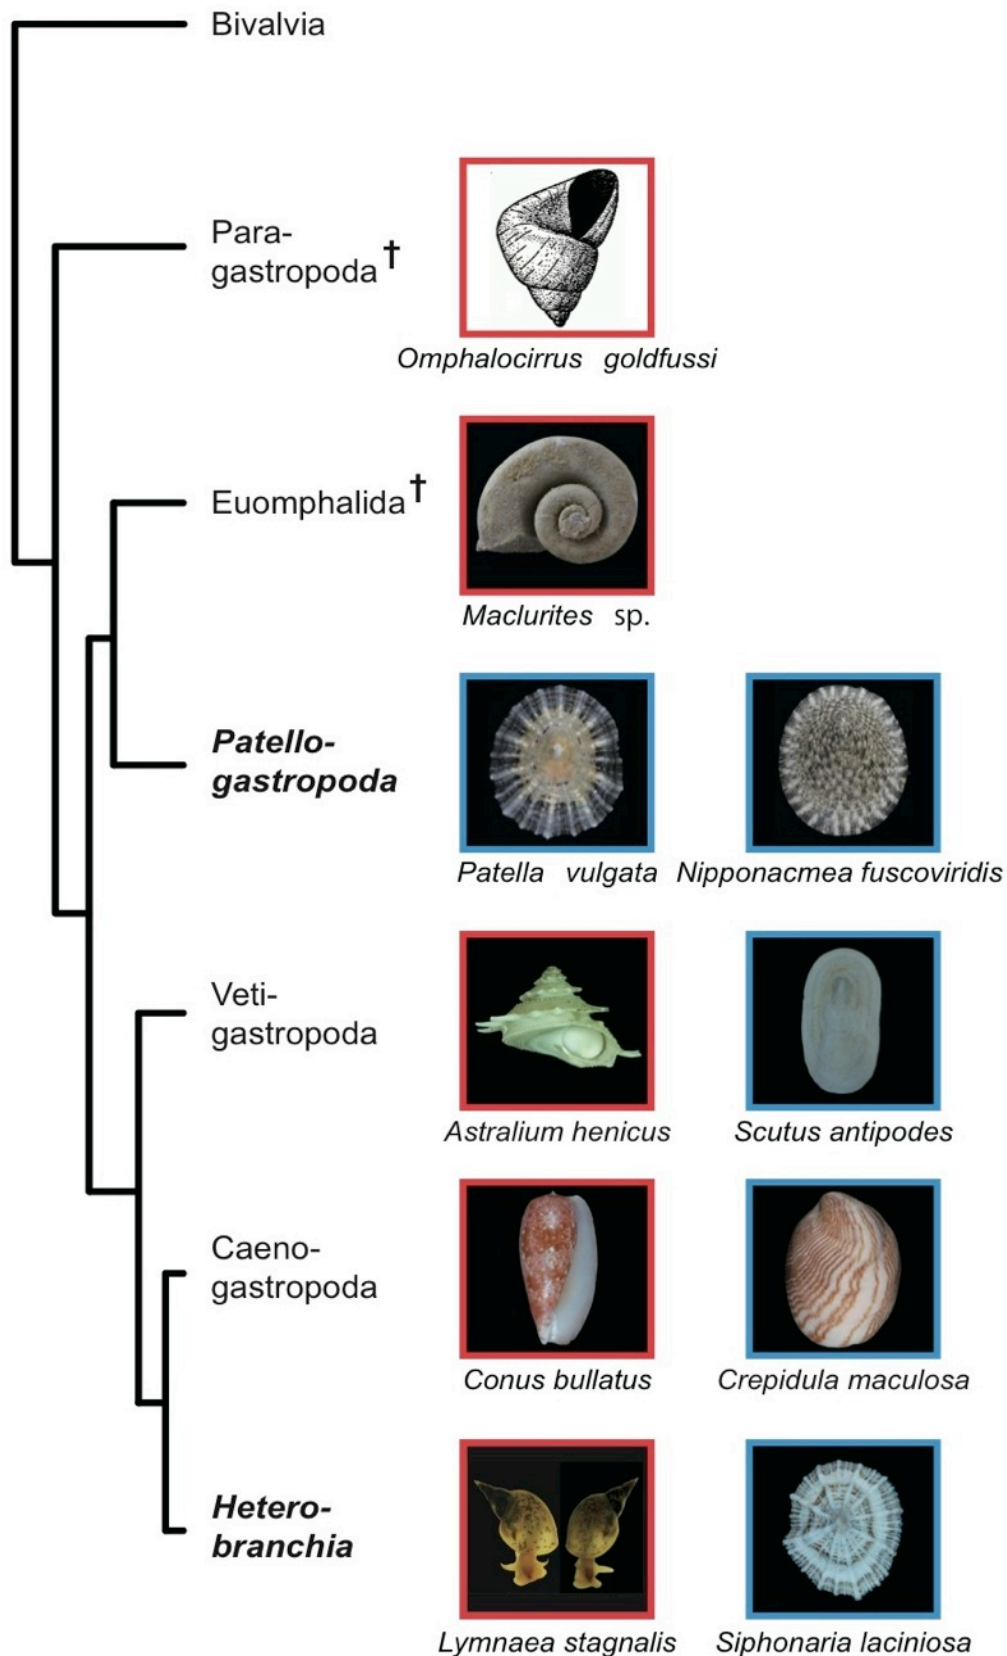 Bivalvia
Para-
gastropoda†
Omphalocirrus goldfussi
Euomphalida†
Maclurites sp.
Patello-
gastropoda
Patella vulgata Nipponacmea fuscoviridis
Veti-
gastropoda
Astralium henicus Scutus antipodes
Caeno-
gastropoda
Conus bullatus Crepidula maculosa
Hetero-
branchia
Lymnaea stagnalis Siphonaria laciniosa